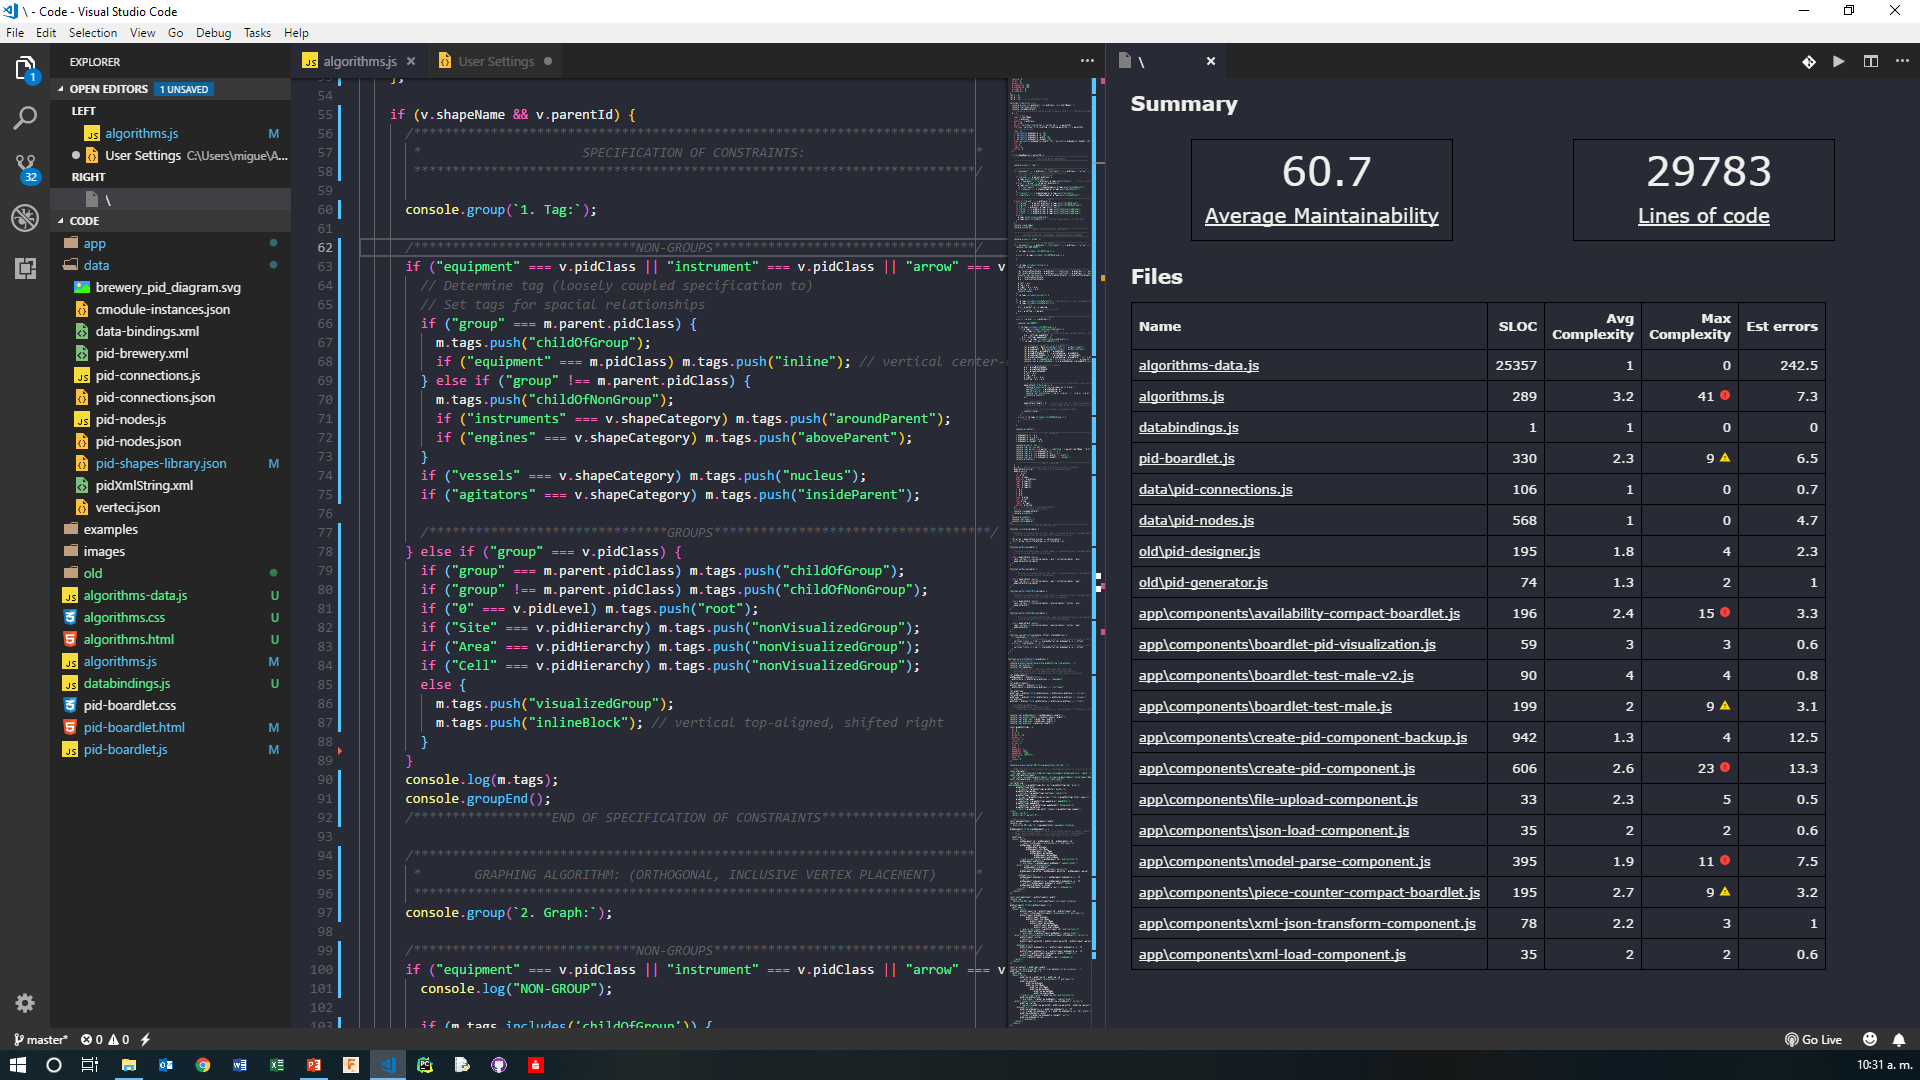 \ - Code - Visual Studio Code
File Edit Selection View Go Debug Tasks Help
EXPLORER
OPEN EDITORS 1 UNSAVED
LEFT
algorithms.js M
User Settings C:\Users\migue\A...
RIGHT
\
CODE
app
data
brewery_pid_diagram.svg
cmodule-instances.json
data-bindings.xml
pid-brewery.xml
pid-connections.js
pid-connections.json
pid-nodes.js
pid-nodes.json
pid-shapes-library.json M
pidXmlString.xml
verteci.json
examples
images
old
algorithms-data.js U
algorithms.css U
algorithms.html U
algorithms.js M
databindings.js U
pid-boardlet.css
pid-boardlet.html M
pid-boardlet.js M
1
32
algorithms.js
User Settings
54
55 if (v.shapeName && v.parentId) {
56 /*************************************************************************
57 * SPECIFICATION OF CONSTRAINTS: *
58 *************************************************************************/
59
60 console.group(`1. Tag:`);
61
62 /*****************************NON-GROUPS**********************************/
63 if ("equipment" === v.pidClass || "instrument" === v.pidClass || "arrow" === v
64 // Determine tag (loosely coupled specification to)
65 // Set tags for spacial relationships
66 if ("group" === m.parent.pidClass) {
67 m.tags.push("childOfGroup");
68 if ("equipment" === m.pidClass) m.tags.push("inline"); // vertical center-
69 } else if ("group" !== m.parent.pidClass) {
70 m.tags.push("childOfNonGroup");
71 if ("instruments" === v.shapeCategory) m.tags.push("aroundParent");
72 if ("engines" === v.shapeCategory) m.tags.push("aboveParent");
73 }
74 if ("vessels" === v.shapeCategory) m.tags.push("nucleus");
75 if ("agitators" === v.shapeCategory) m.tags.push("insideParent");
76
77 /*******************************GROUPS************************************/
78 } else if ("group" === v.pidClass) {
79 if ("group" === m.parent.pidClass) m.tags.push("childOfGroup");
80 if ("group" !== m.parent.pidClass) m.tags.push("childOfNonGroup");
81 if ("0" === v.pidLevel) m.tags.push("root");
82 if ("Site" === v.pidHierarchy) m.tags.push("nonVisualizedGroup");
83 if ("Area" === v.pidHierarchy) m.tags.push("nonVisualizedGroup");
84 if ("Cell" === v.pidHierarchy) m.tags.push("nonVisualizedGroup");
85 else {
86 m.tags.push("visualizedGroup");
87 m.tags.push("inlineBlock"); // vertical top-aligned, shifted right
88 }
89 }
90 console.log(m.tags);
91 console.groupEnd();
92 /******************END OF SPECIFICATION OF CONSTRAINTS********************/
93
94 /*************************************************************************
95 * GRAPHING ALGORITHM: (ORTHOGONAL, INCLUSIVE VERTEX PLACEMENT) *
96 *************************************************************************/
97 console.group(`2. Graph:`);
98
99 /*****************************NON-GROUPS**********************************/
100 if ("equipment" === v.pidClass || "instrument" === v.pidClass || "arrow" === v
101 console.log("NON-GROUP");
102
103 if (m.tags.includes('childOfGroup')) {
\
Summary
60.7
Average Maintainability
29783
Lines of code
Files
Name SLOC Avg Complexity Max Complexity Est errors
algorithms-data.js 25357 1 0 242.5
algorithms.js 289 3.2 41 7.3
databindings.js 1 1 0 0
pid-boardlet.js 330 2.3 9 6.5
data\pid-connections.js 106 1 0 0.7
data\pid-nodes.js 568 1 0 4.7
old\pid-designer.js 195 1.8 4 2.3
old\pid-generator.js 74 1.3 2 1
app\components\availability-compact-boardlet.js 196 2.4 15 3.3
app\components\boardlet-pid-visualization.js 59 3 3 0.6
app\components\boardlet-test-male-v2.js 90 4 4 0.8
app\components\boardlet-test-male.js 199 2 9 3.1
app\components\create-pid-component-backup.js 942 1.3 4 12.5
app\components\create-pid-component.js 606 2.6 23 13.3
app\components\file-upload-component.js 33 2.3 5 0.5
app\components\json-load-component.js 35 2 2 0.6
app\components\model-parse-component.js 395 1.9 11 7.5
app\components\piece-counter-compact-boardlet.js 195 2.7 9 3.2
app\components\xml-json-transform-component.js 78 2.2 3 1
app\components\xml-load-component.js 35 2 2 0.6
master* 0 0 Go Live
10:31 a. m.